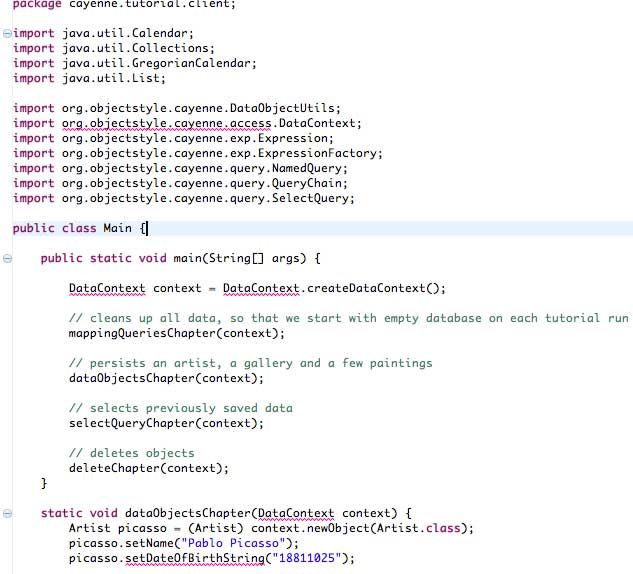 package cayenne.tutorial.client;
import java.util.Calendar;
import java.util.Collections;
import java.util.GregorianCalendar;
import java.util.List;
import org.objectstyle.cayenne.DataObjectUtils;
import org.objectstyle.cayenne.access.DataContext;
import org.objectstyle.cayenne.exp.Expression;
import org.objectstyle.cayenne.exp.ExpressionFactory;
import org.objectstyle.cayenne.query.NamedQuery;
import org.objectstyle.cayenne.query.QueryChain;
import org.objectstyle.cayenne.query.SelectQuery;
public class Main {
public static void main(String[] args) {
DataContext context = DataContext.createDataContext();
// cleans up all data, so that we start with empty database on each tutorial run
mappingQueriesChapter(context);
// persists an artist, a gallery and a few paintings
dataObjectsChapter(context);
// selects previously saved data
selectQueryChapter(context);
// deletes objects
deleteChapter(context);
}
static void dataObjectsChapter(DataContext context) {
Artist picasso = (Artist) context.newObject(Artist.class);
picasso.setName("Pablo Picasso");
picasso.setDateOfBirthString("18811025");